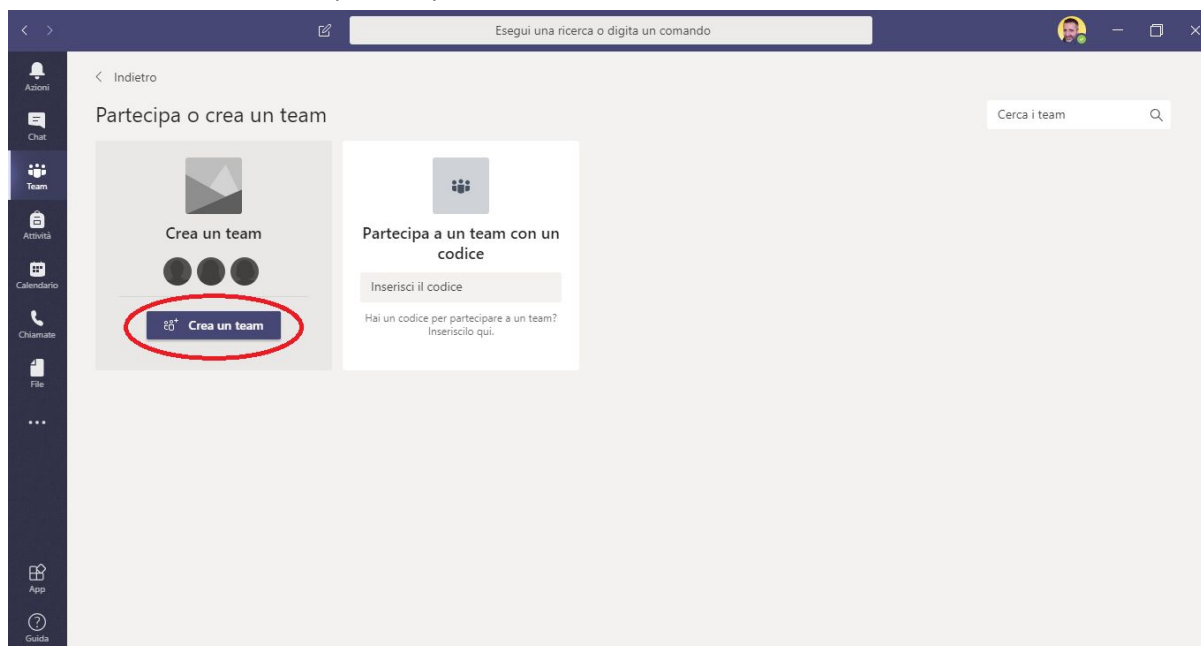 Esegui una ricerca o digita un comando
Azioni
Chat
Team
Attività
Calendario
Chiamate
File
App
Guida
Indietro
Partecipa o crea un team
Cerca i team
Crea un team
Crea un team
Partecipa a un team con un
codice
Inserisci il codice
Hai un codice per partecipare a un team?
Inseriscilo qui.